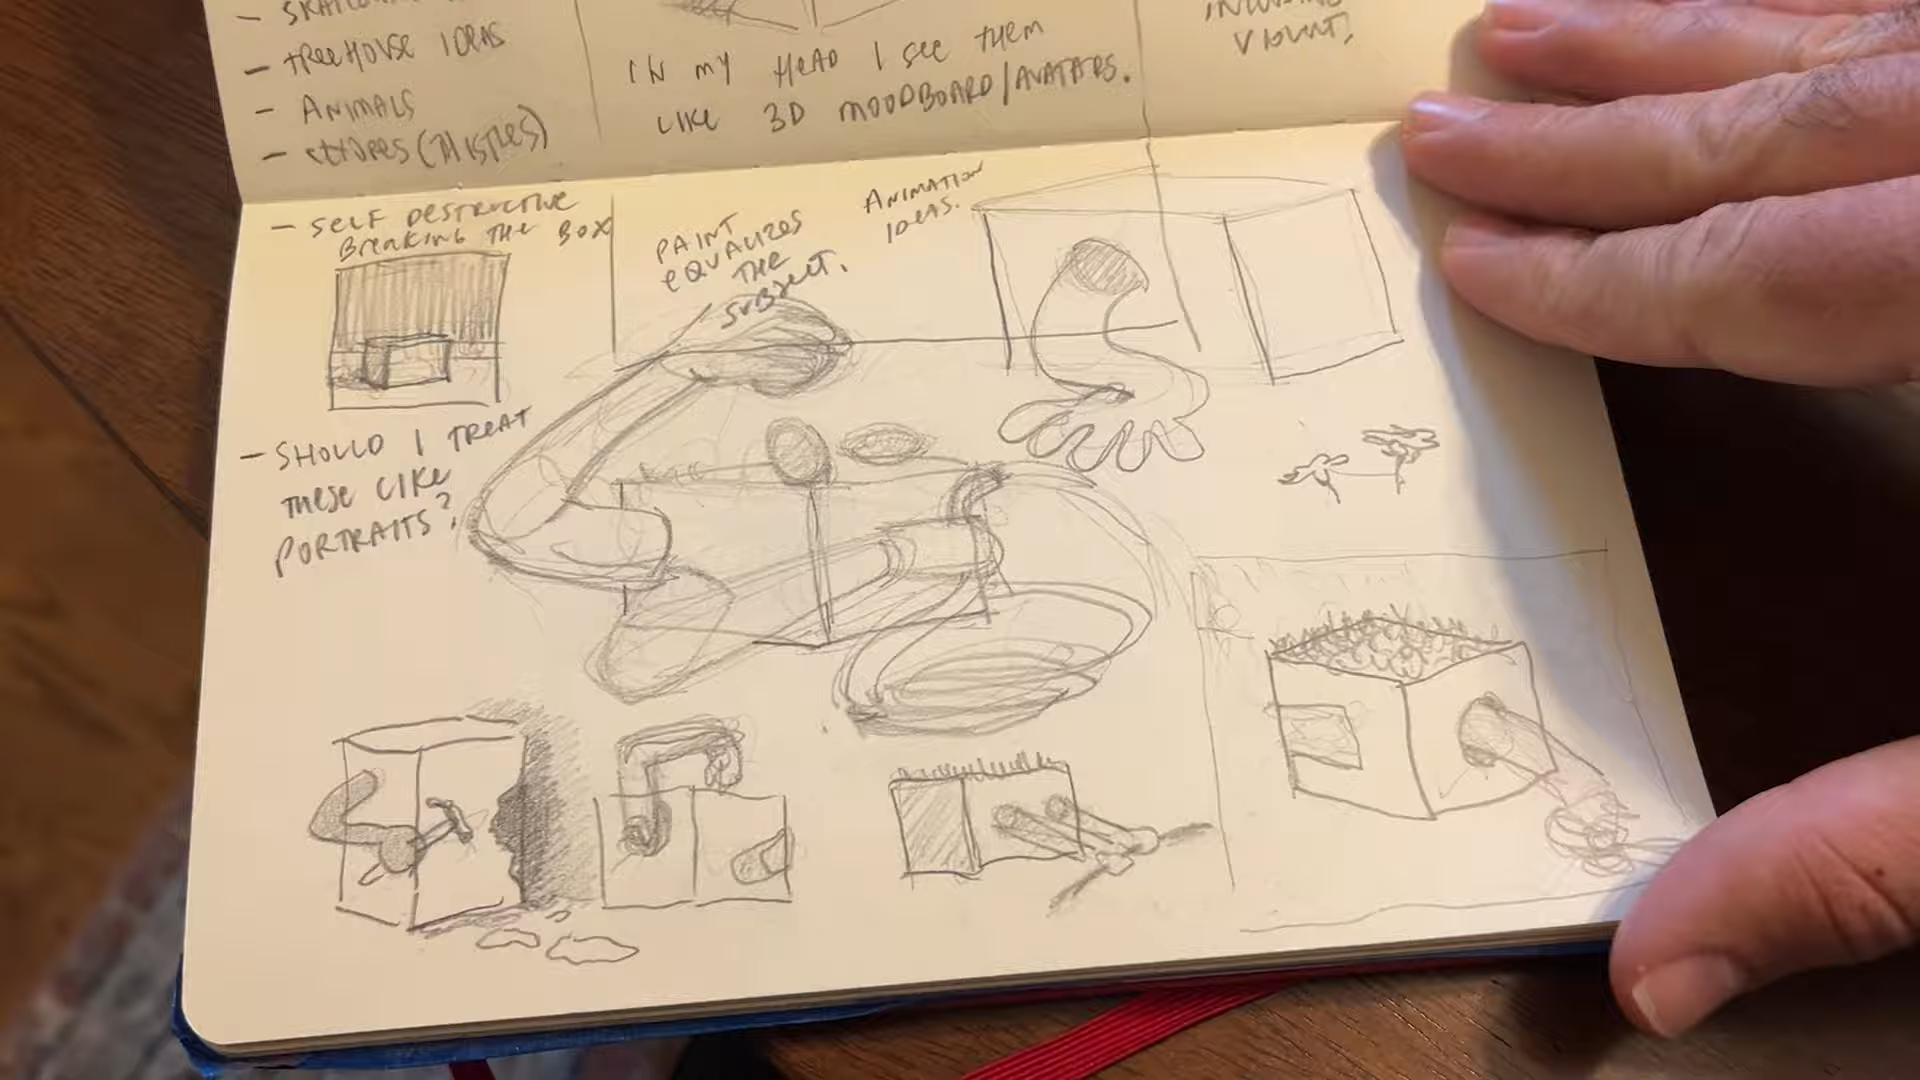 - TREEHOUSE IDEAS
- ANIMALS
(THISTLES)
IN MY HEAD I SEE THEM
LIKE 3D MOODBOARD/AVATARS.
- SELF DESTRUCTIVE
BREAKING THE BOX
PAINT
EQUALIZES
THE
SUBJECT.
ANIMATION
IDEAS.
- SHOULD I TREAT
THESE LIKE
PORTRAITS?